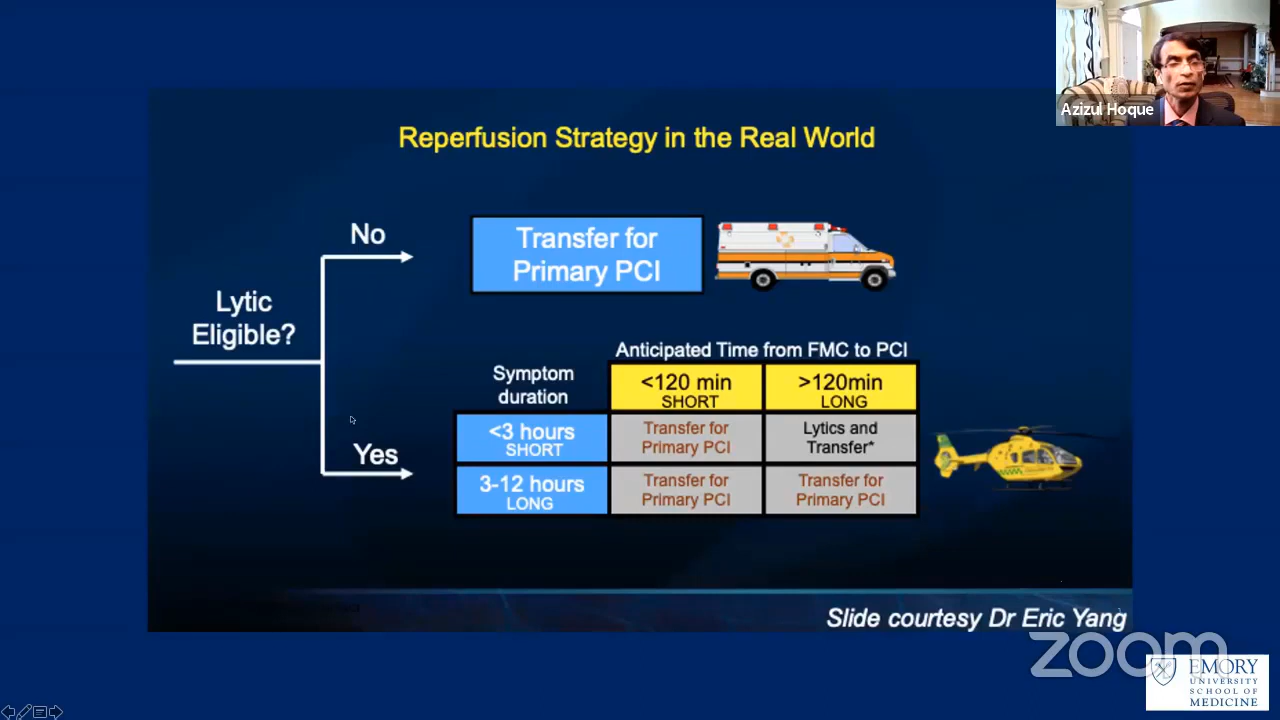 Azizul Hoque
Reperfusion Strategy in the Real World
No
Transfer for
Primary PCI
Lytic
Eligible?
Yes
Anticipated Time from FMC to PCI
Symptom
duration
<120 min
SHORT
>120min
LONG
<3 hours
SHORT
Transfer for
Primary PCI
Lytics and
Transfer*
3-12 hours
LONG
Transfer for
Primary PCI
Transfer for
Primary PCI
Slide courtesy Dr Eric Yang
zoom
EMORY
UNIVERSITY
SCHOOL OF
MEDICINE